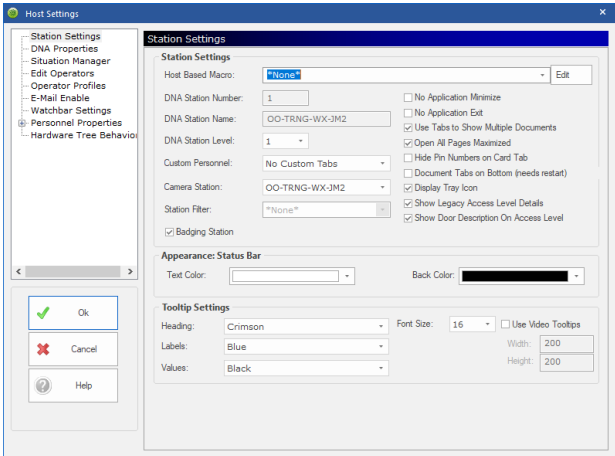 Host Settings
Station Settings
DNA Properties
Situation Manager
Edit Operators
Operator Profiles
E-Mail Enable
Watchbar Settings
Personnel Properties
Hardware Tree Behavio
Ok
Cancel
Help
Station Settings
Station Settings
Host Based Macro: *None* Edit
DNA Station Number: 1
DNA Station Name: OO-TRNG-WX-JM2
DNA Station Level: 1
Custom Personnel: No Custom Tabs
Camera Station: OO-TRNG-WX-JM2
Station Filter: *None*
Badging Station
No Application Minimize
No Application Exit
Use Tabs to Show Multiple Documents
Open All Pages Maximized
Hide Pin Numbers on Card Tab
Document Tabs on Bottom (needs restart)
Display Tray Icon
Show Legacy Access Level Details
Show Door Description On Access Level
Appearance: Status Bar
Text Color: Back Color:
Tooltip Settings
Heading: Crimson Font Size: 16 Use Video Tooltips
Labels: Blue Width: 200
Values: Black Height: 200